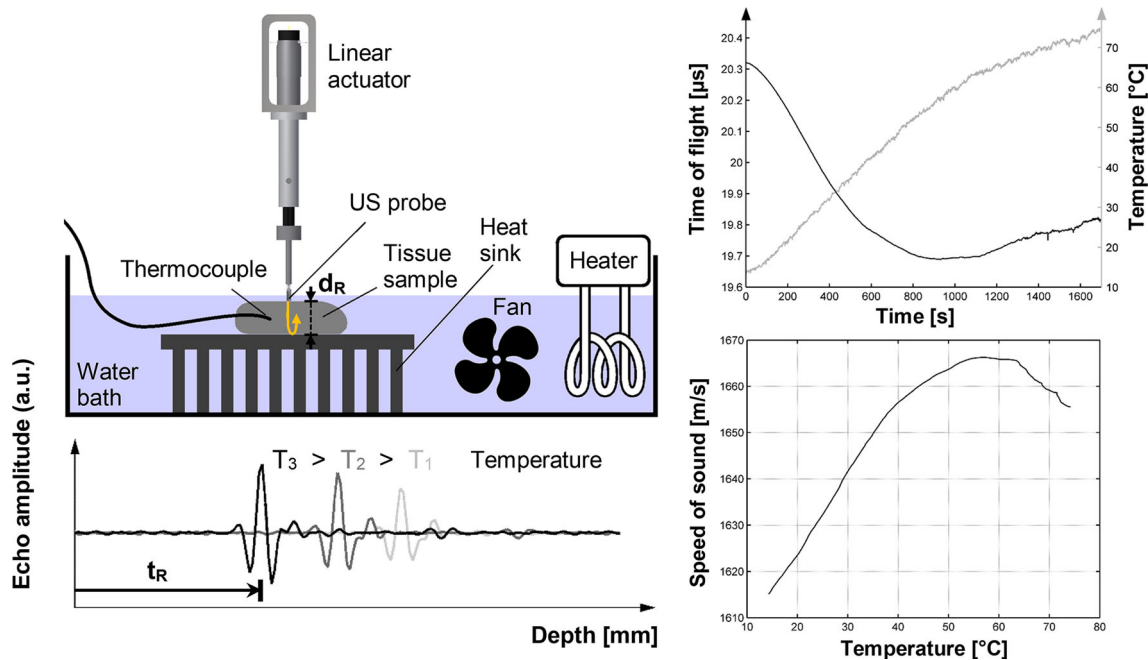 Linear
actuator
US probe
Heat
sink
Tissue
sample
Thermocouple
d_R
Fan
Heater
Water
bath
Echo amplitude (a.u.)
T_3 > T_2 > T_1 Temperature
t_R
Depth [mm]
Time of flight [µs]
20.4
20.3
20.2
20.1
20
19.9
19.8
19.7
19.6
0 200 400 600 800 1000 1200 1400 1600
Time [s]
70
60
50
40
30
20
10
Temperature [°C]
Speed of sound [m/s]
1670
1660
1650
1640
1630
1620
1610
10 20 30 40 50 60 70 80
Temperature [°C]